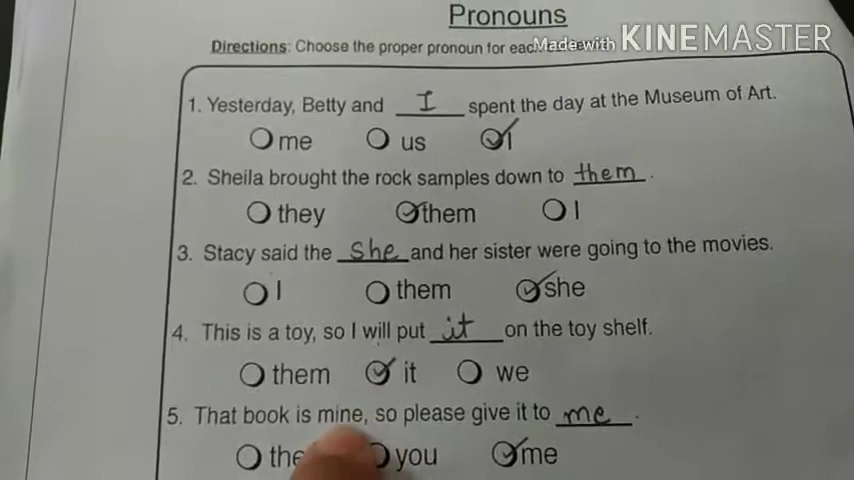 Pronouns
Directions: Choose the proper pronoun for each
Made with KINEMASTER
1. Yesterday, Betty and I spent the day at the Museum of Art.
me us I
2. Sheila brought the rock samples down to them.
they them I
3. Stacy said the she and her sister were going to the movies.
I them she
4. This is a toy, so I will put it on the toy shelf.
them it we
5. That book is mine, so please give it to me.
you me